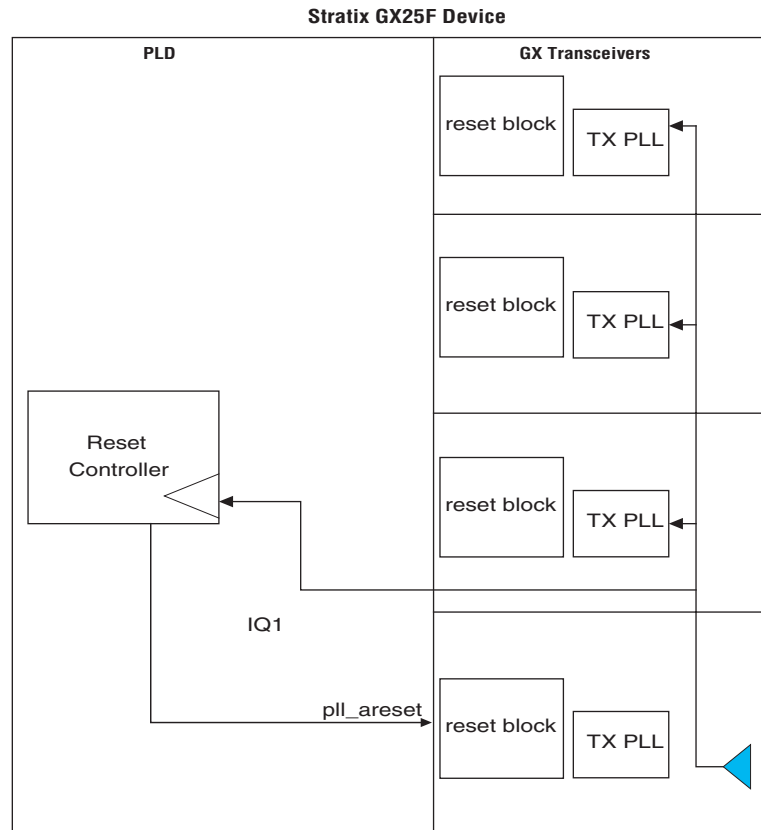 Stratix GX25F Device
PLD
GX Transceivers
reset block
TX PLL
reset block
TX PLL
Reset
Controller
reset block
TX PLL
IQ1
pll_areset
reset block
TX PLL